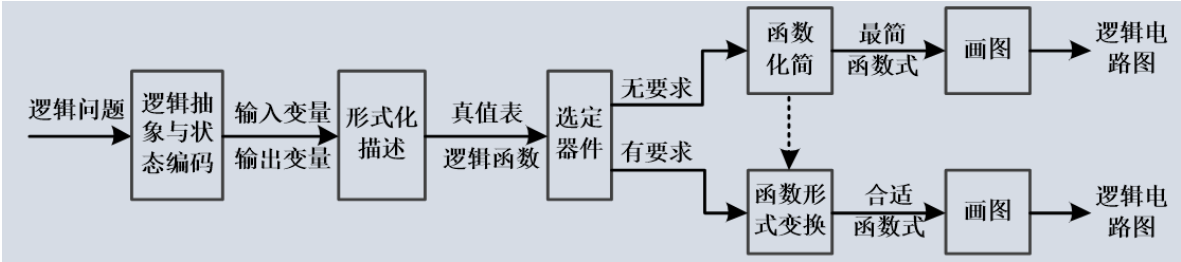 逻辑问题
逻辑抽
象与状
态编码
输入变量
输出变量
形式化
描述
真值表
逻辑函数
选定
器件
无要求
函数
化简
最简
函数式
画图
逻辑电
路图
有要求
函数形
式变换
合适
函数式
画图
逻辑电
路图